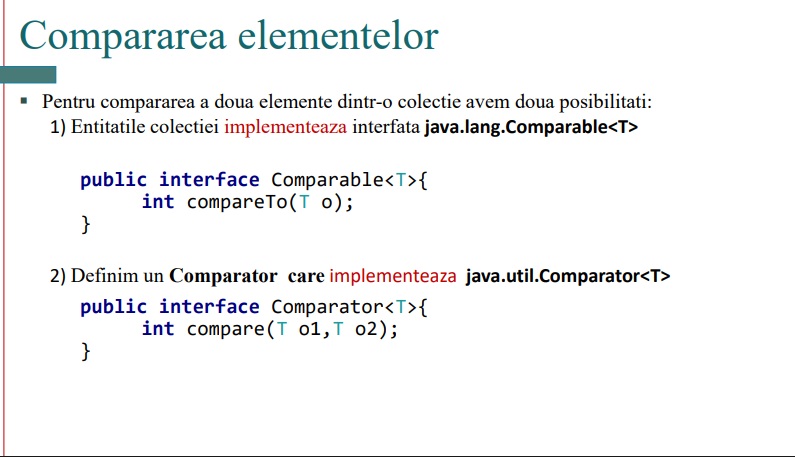 Compararea elementelor
▪ Pentru compararea a doua elemente dintr-o colectie avem doua posibilitati:
1) Entitatile colectiei implementeaza interfata java.lang.Comparable<T>
public interface Comparable<T>{
int compareTo(T o);
}
2) Definim un Comparator care implementeaza java.util.Comparator<T>
public interface Comparator<T>{
int compare(T o1,T o2);
}